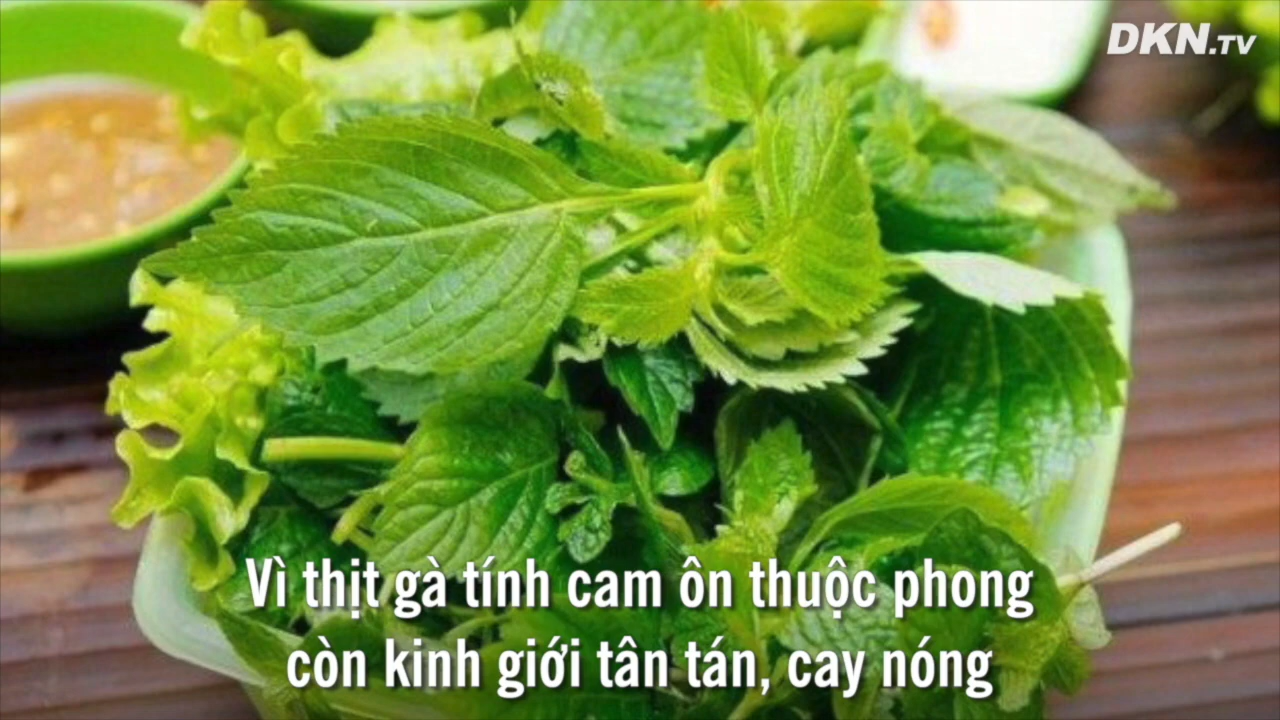 DKN.TV
Vì thịt gà tính cam ôn thuộc phong
còn kinh giới tân tán, cay nóng